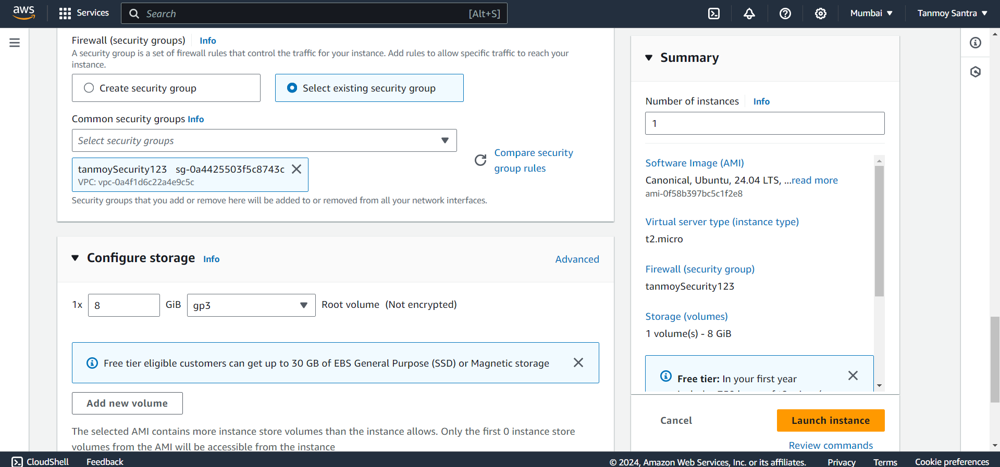 aws
Services
Search
[Alt+S]
Mumbai
Tanmoy Santra
Firewall (security groups)
Info
A security group is a set of firewall rules that control the traffic for your instance. Add rules to allow specific traffic to reach your
instance.
Create security group
Select existing security group
Common security groups Info
Select security groups
tanmoySecurity123 sg-0a4425503f5c8743c
VPC: vpc-0a4f1d6c22a4e9c5c
Compare security
group rules
Security groups that you add or remove here will be added to or removed from all your network interfaces.
Configure storage
Info
Advanced
1x
8
GiB
gp3
Root volume (Not encrypted)
Free tier eligible customers can get up to 30 GB of EBS General Purpose (SSD) or Magnetic storage
Add new volume
The selected AMI contains more instance store volumes than the instance allows. Only the first 0 instance store
volumes from the AMI will be accessible from the instance
Summary
Number of instances
Info
1
Software Image (AMI)
Canonical, Ubuntu, 24.04 LTS, ...read more
ami-0f58b397bc5c1f2e8
Virtual server type (instance type)
t2.micro
Firewall (security group)
tanmoySecurity123
Storage (volumes)
1 volume(s) - 8 GiB
Free tier: In your first year
Cancel
Launch instance
Review commands
CloudShell
Feedback
© 2024, Amazon Web Services, Inc. or its affiliates.
Privacy
Terms
Cookie preferences